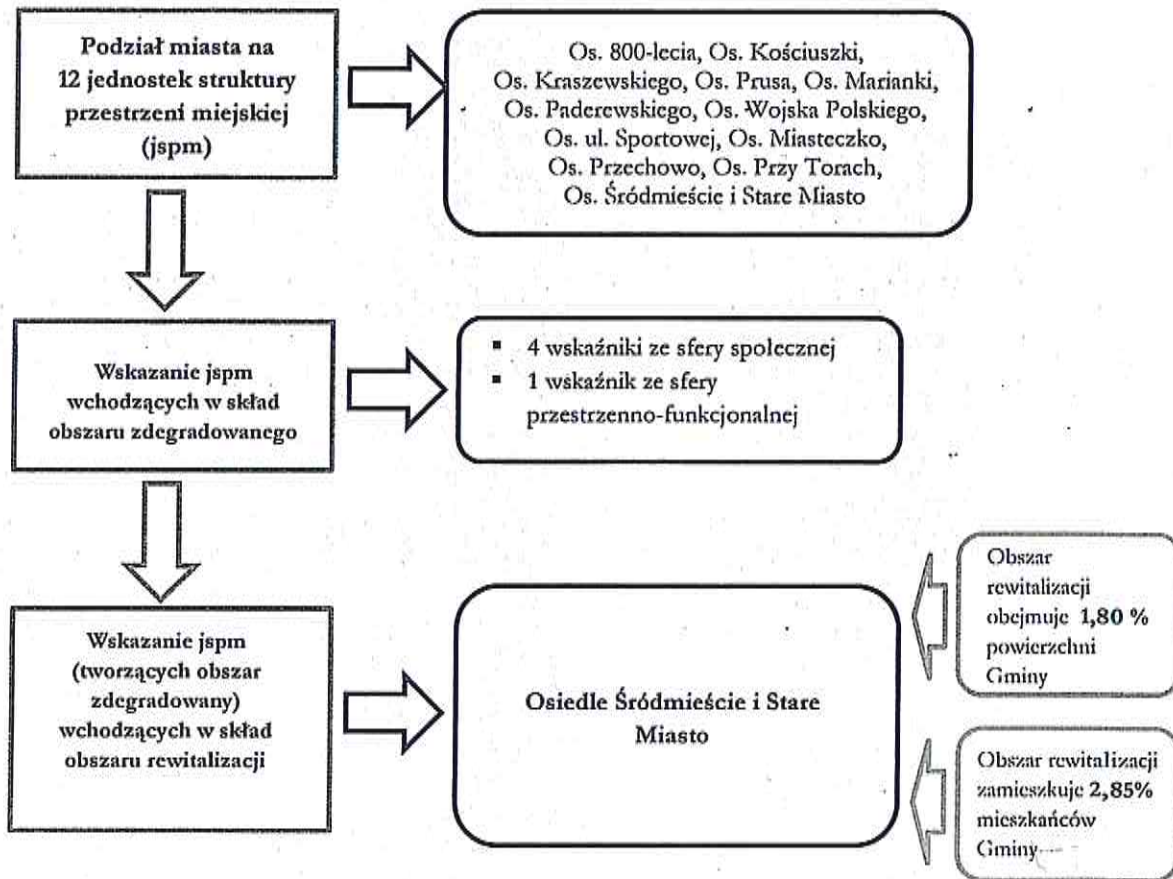 Podział miasta na
12 jednostek struktury
przestrzeni miejskiej
(jspm)
Os. 800-lecia, Os. Kościuszki,
Os. Kraszewskiego, Os. Prusa, Os. Marianki,
Os. Paderewskiego, Os. Wojska Polskiego,
Os. ul. Sportowej, Os. Miasteczko,
Os. Przechowo, Os. Przy Torach,
Os. Śródmieście i Stare Miasto
Wskazanie jspm
wchodzących w skład
obszaru zdegradowanego
▪ 4 wskaźniki ze sfery społecznej
▪ 1 wskaźnik ze sfery
przestrzenno-funkcjonalnej
Wskazanie jspm
(tworzących obszar
zdegradowany)
wchodzących w skład
obszaru rewitalizacji
Osiedle Śródmieście i Stare
Miasto
Obszar
rewitalizacji
obejmuje 1,80 %
powierzchni
Gminy
Obszar rewitalizacji
zamieszkuje 2,85%
mieszkańców
Gminy